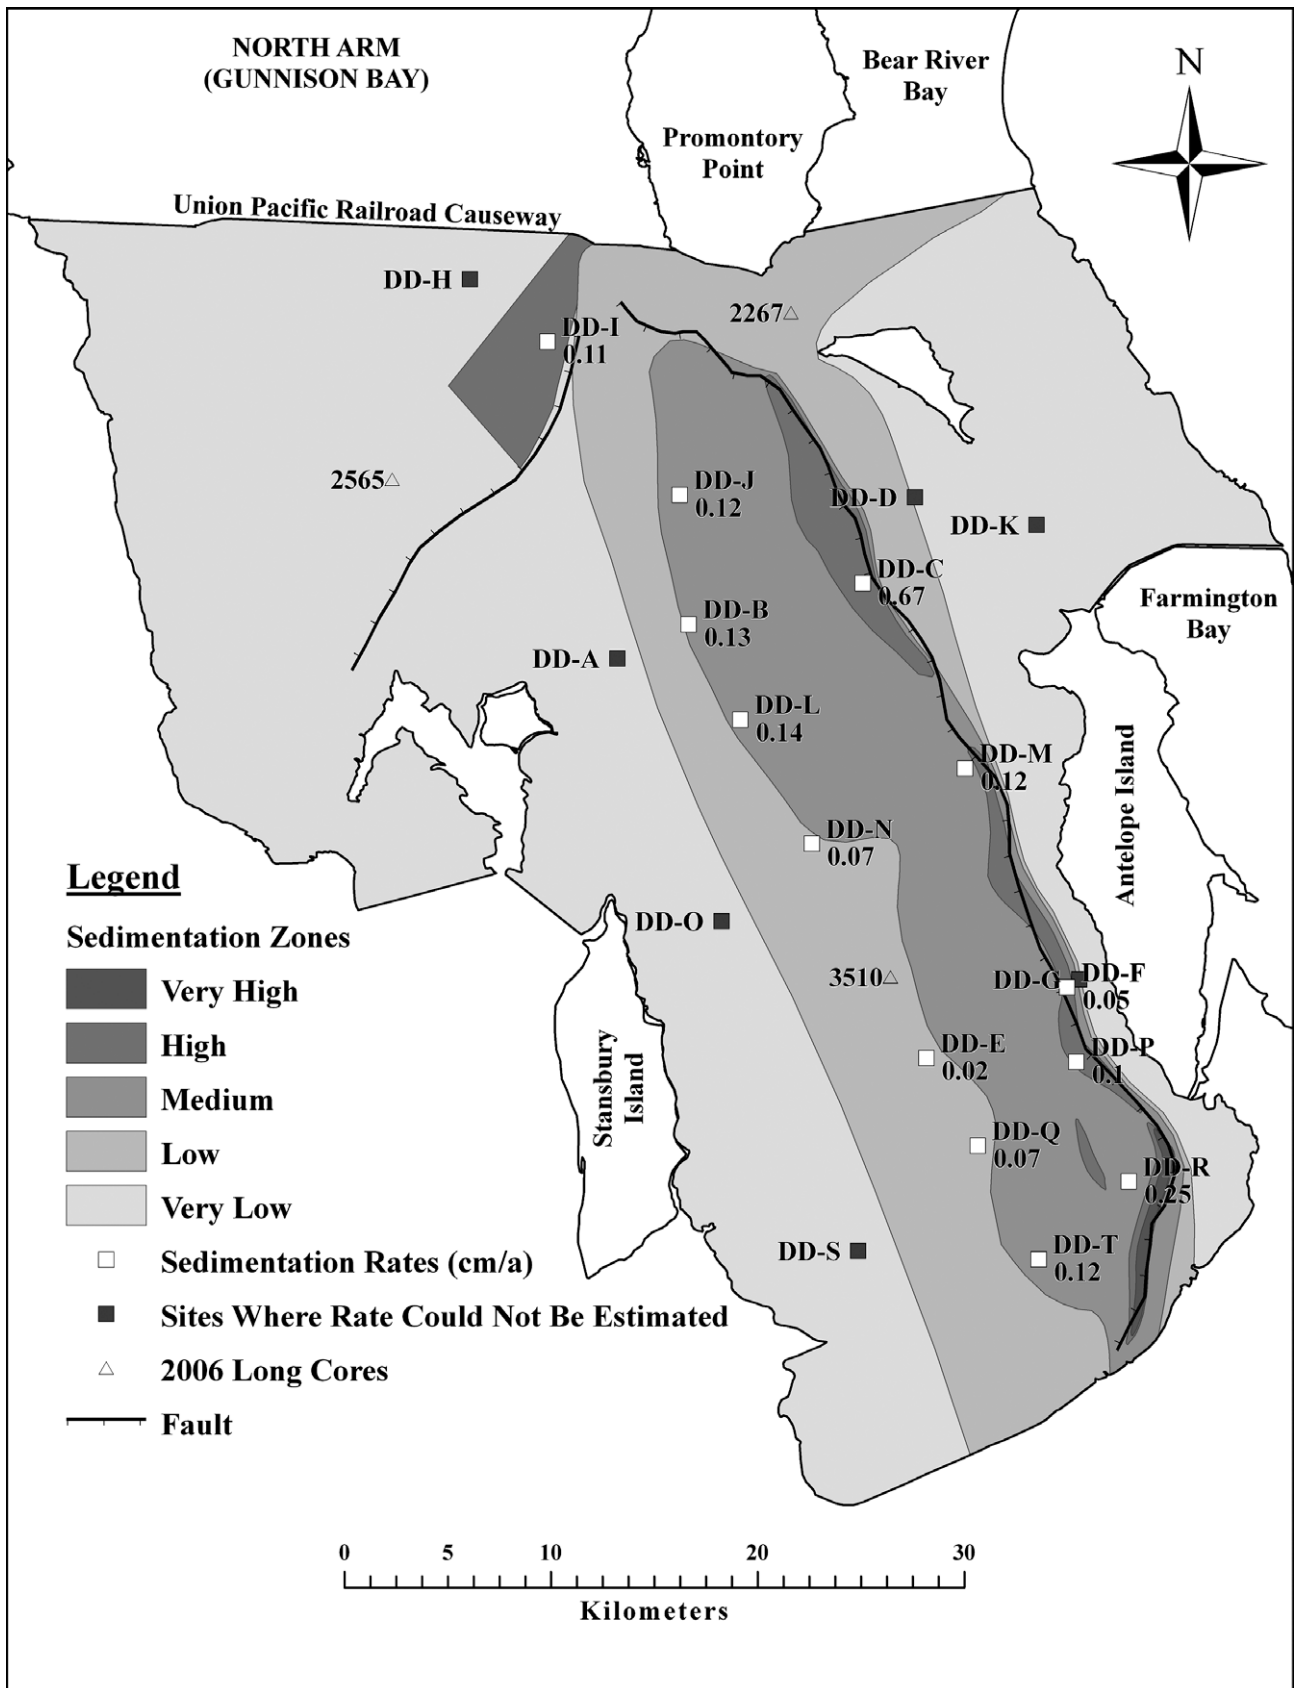 NORTH ARM
(GUNNISON BAY)
Bear River
Bay
N
Promontory
Point
Union Pacific Railroad Causeway
DD-H
2267
DD-I
0.11
2565
DD-J
0.12
DD-D
DD-K
DD-C
0.67
Farmington
Bay
DD-B
0.13
DD-A
DD-L
0.14
DD-M
0.12
Antelope Island
DD-N
0.07
DD-O
3510
DD-G
DD-F
0.05
DD-E
0.02
DD-P
0.1
Stansbury
Island
DD-Q
0.07
DD-R
0.25
DD-S
DD-T
0.12
Legend
Sedimentation Zones
Very High
High
Medium
Low
Very Low
Sedimentation Rates (cm/a)
Sites Where Rate Could Not Be Estimated
2006 Long Cores
Fault
0 5 10 20 30
Kilometers